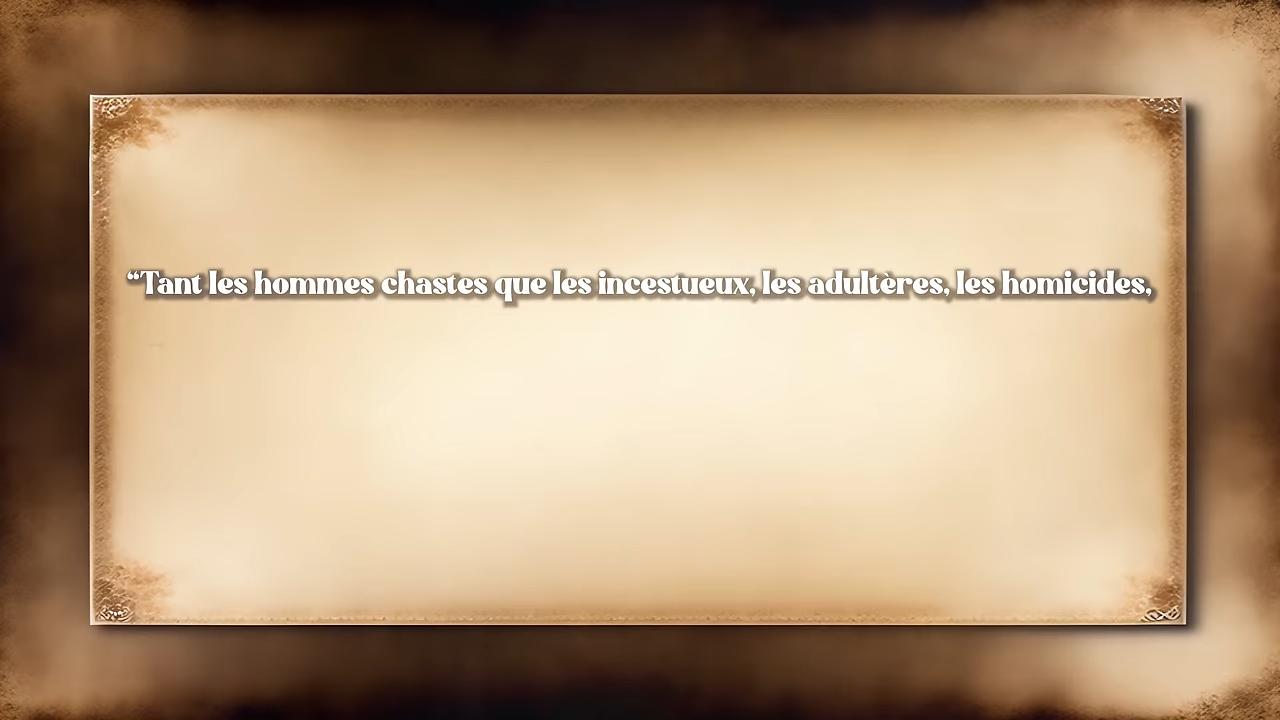 “Tant les hommes chastes que les incestueux, les adultères, les homicides,